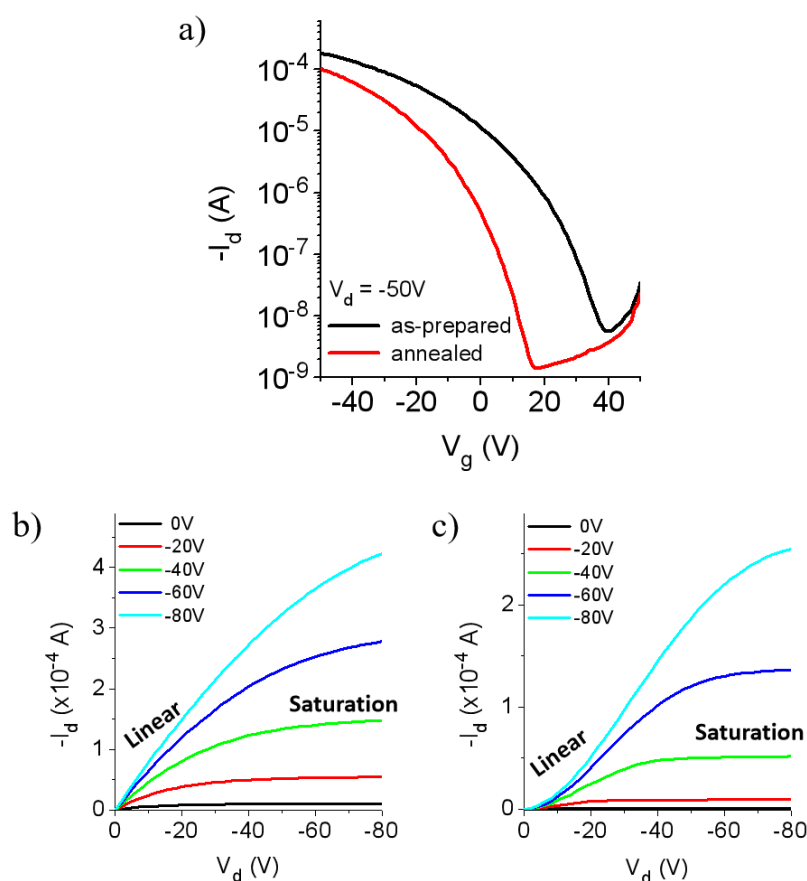 a)
10⁻⁴
10⁻⁵
10⁻⁶
10⁻⁷
10⁻⁸
10⁻⁹
-I_d (A)
V_d = -50V
as-prepared
annealed
-40 -20 0 20 40
V_g (V)
b)
0V
-20V
-40V
-60V
-80V
4
3
2
1
0
-I_d (x10⁻⁴ A)
Linear
Saturation
0 -20 -40 -60 -80
V_d (V)
c)
0V
-20V
-40V
-60V
-80V
2
1
0
-I_d (x10⁻⁴ A)
Linear
Saturation
0 -20 -40 -60 -80
V_d (V)